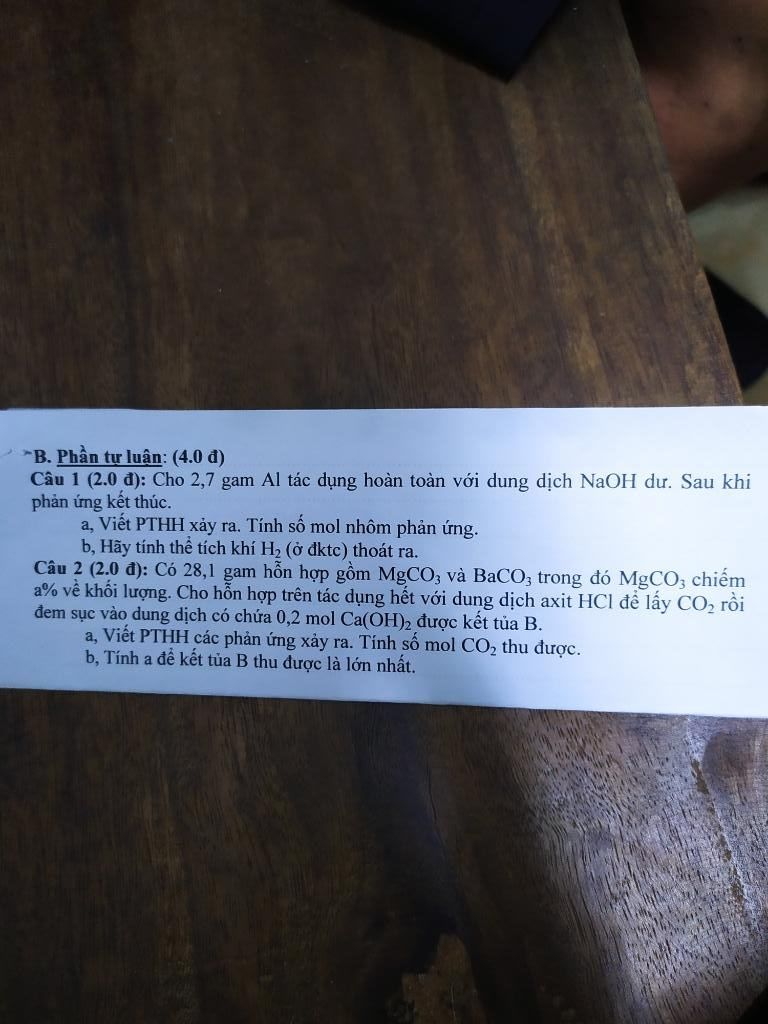 B. Phần tự luận: (4.0 đ)
Câu 1 (2.0 đ): Cho 2,7 gam Al tác dụng hoàn toàn với dung dịch NaOH dư. Sau khi
phản ứng kết thúc.
a, Viết PTHH xảy ra. Tính số mol nhôm phản ứng.
b, Hãy tính thể tích khí H₂ (ở đktc) thoát ra.
Câu 2 (2.0 đ): Có 28,1 gam hỗn hợp gồm MgCO₃ và BaCO₃ trong đó MgCO₃ chiếm
a% về khối lượng. Cho hỗn hợp trên tác dụng hết với dung dịch axit HCl để lấy CO₂ rồi
đem sục vào dung dịch có chứa 0,2 mol Ca(OH)₂ được kết tủa B.
a, Viết PTHH các phản ứng xảy ra. Tính số mol CO₂ thu được.
b, Tính a để kết tủa B thu được là lớn nhất.